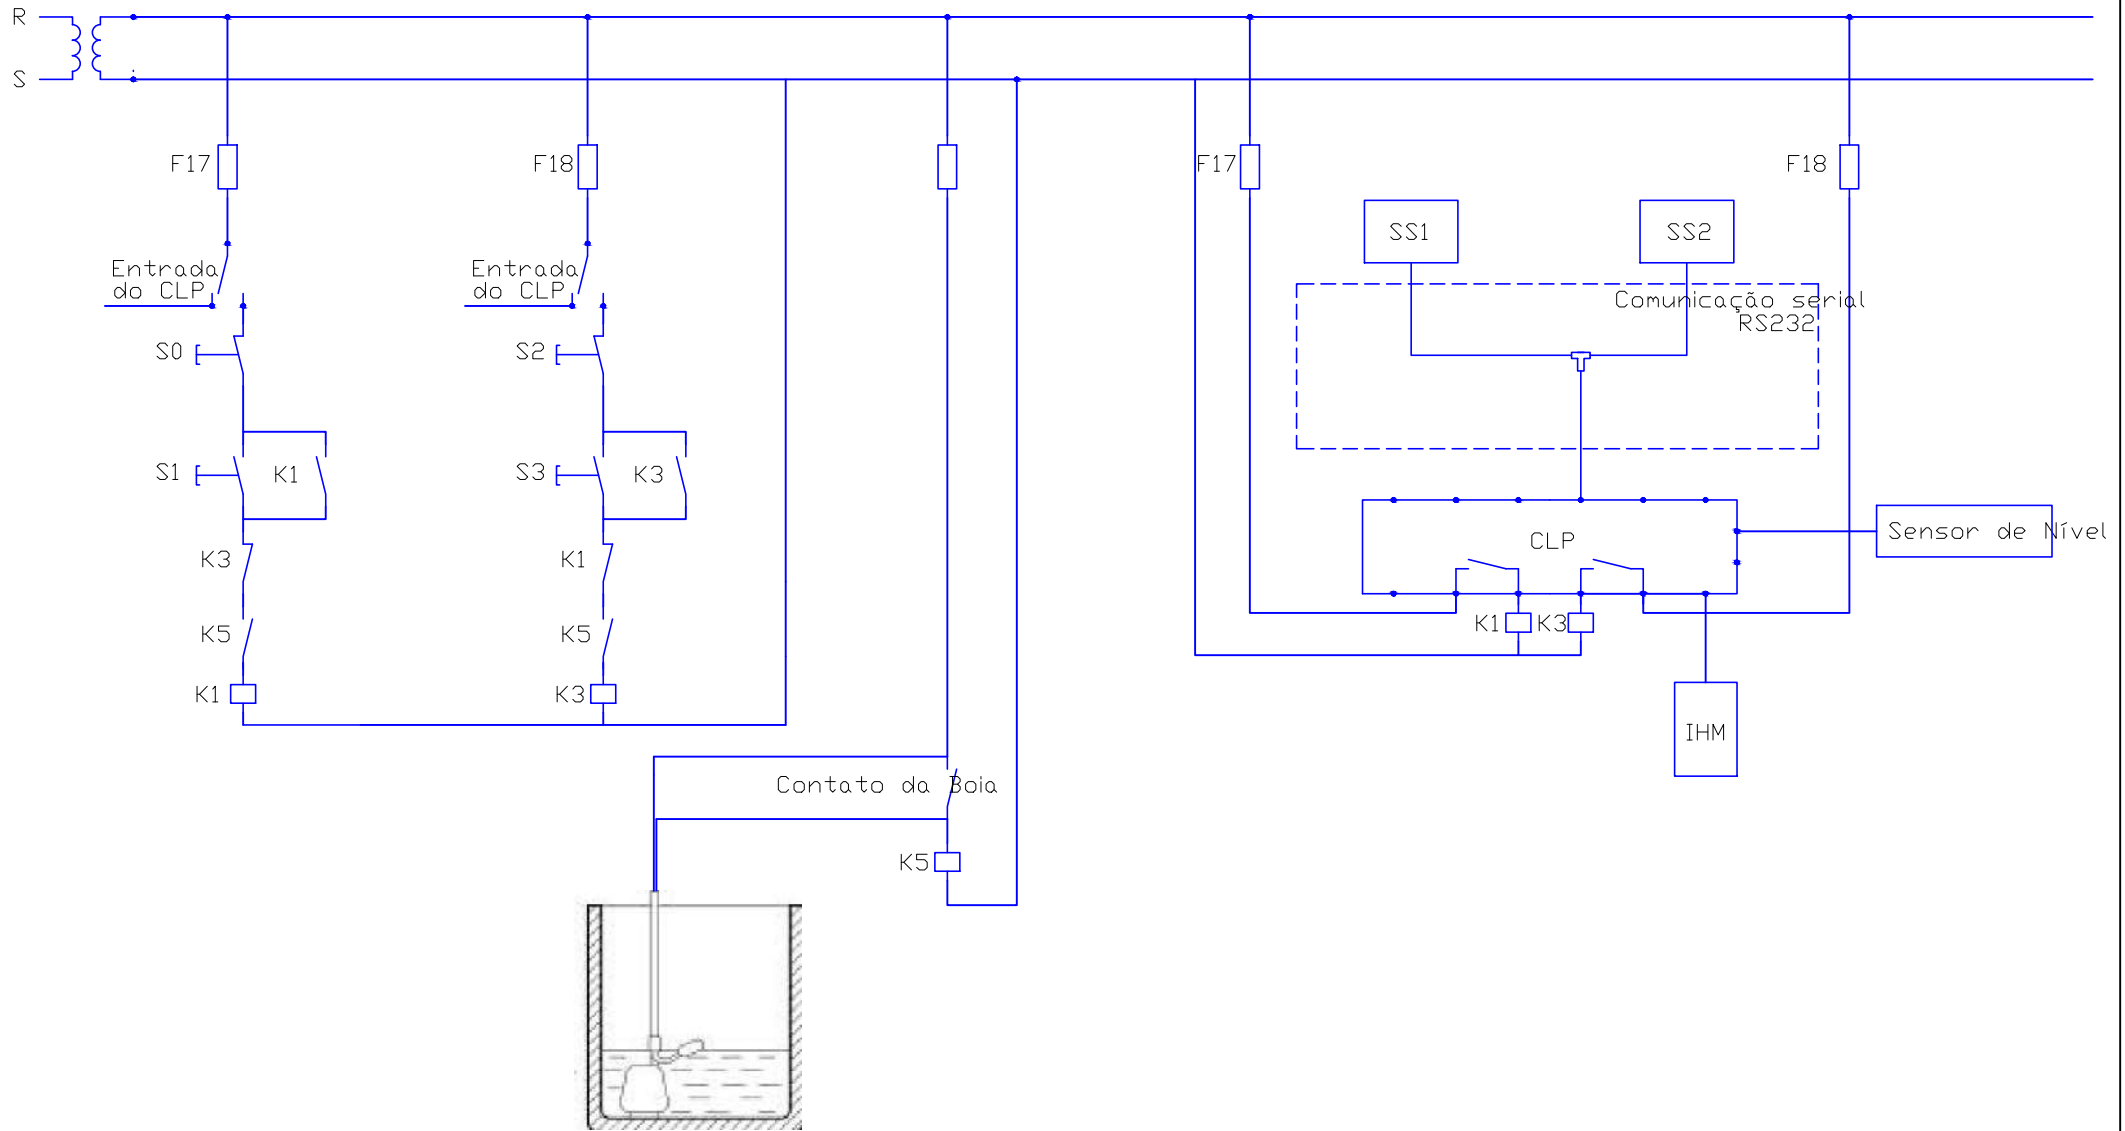 R
S
F17
F18
F17
F18
SS1
SS2
Entrada
do CLP
Entrada
do CLP
Comunicação serial
RS232
S0
S2
S1
K1
S3
K3
CLP
Sensor de Nível
K3
K1
K1
K3
K5
K5
K1
K3
IHM
Contato da Boia
K5